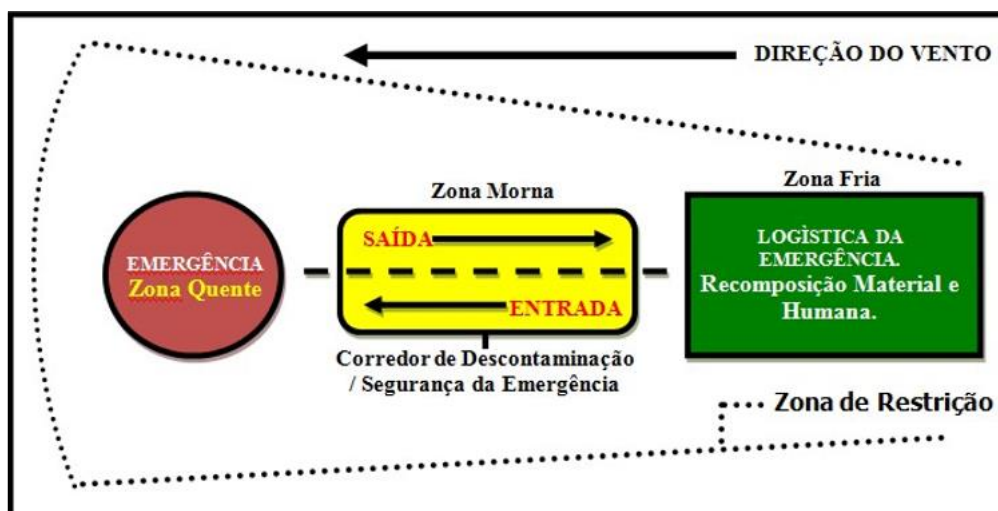 DIREÇÃO DO VENTO
Zona Morna
Zona Fria
SAÍDA
ENTRADA
EMERGÊNCIA
Zona Quente
LOGÌSTICA DA
EMERGÊNCIA.
Recomposição Material e
Humana.
Corredor de Descontaminação
/ Segurança da Emergência
Zona de Restrição